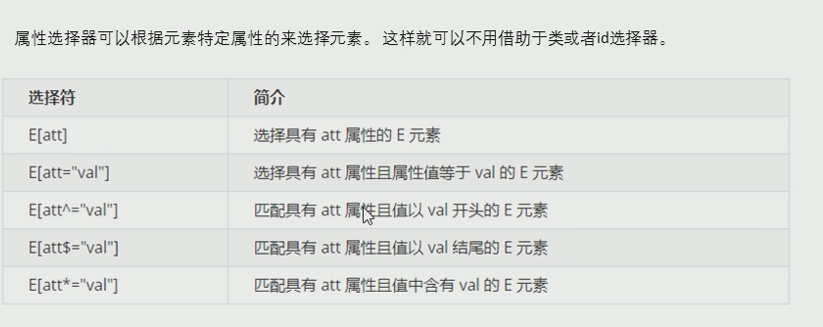 属性选择器可以根据元素特定属性的来选择元素。 这样就可以不用借助于类或者id选择器。
选择符 简介
E[att] 选择具有 att 属性的 E 元素
E[att="val"] 选择具有 att 属性且属性值等于 val 的 E 元素
E[att^="val"] 匹配具有 att 属性且值以 val 开头的 E 元素
E[att$="val"] 匹配具有 att 属性且值以 val 结尾的 E 元素
E[att*="val"] 匹配具有 att 属性且值中含有 val 的 E 元素